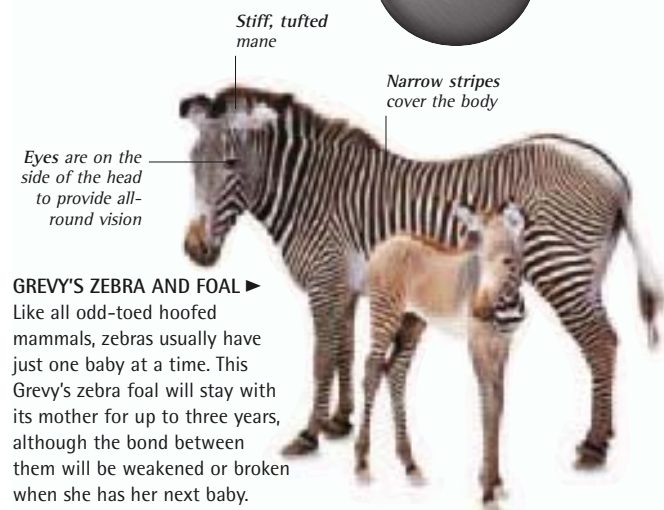 Stiff, tufted
mane
Narrow stripes
cover the body
Eyes are on the
side of the head
to provide all-
round vision
GREVY'S ZEBRA AND FOAL ►
Like all odd-toed hoofed
mammals, zebras usually have
just one baby at a time. This
Grevy's zebra foal will stay with
its mother for up to three years,
although the bond between
them will be weakened or broken
when she has her next baby.